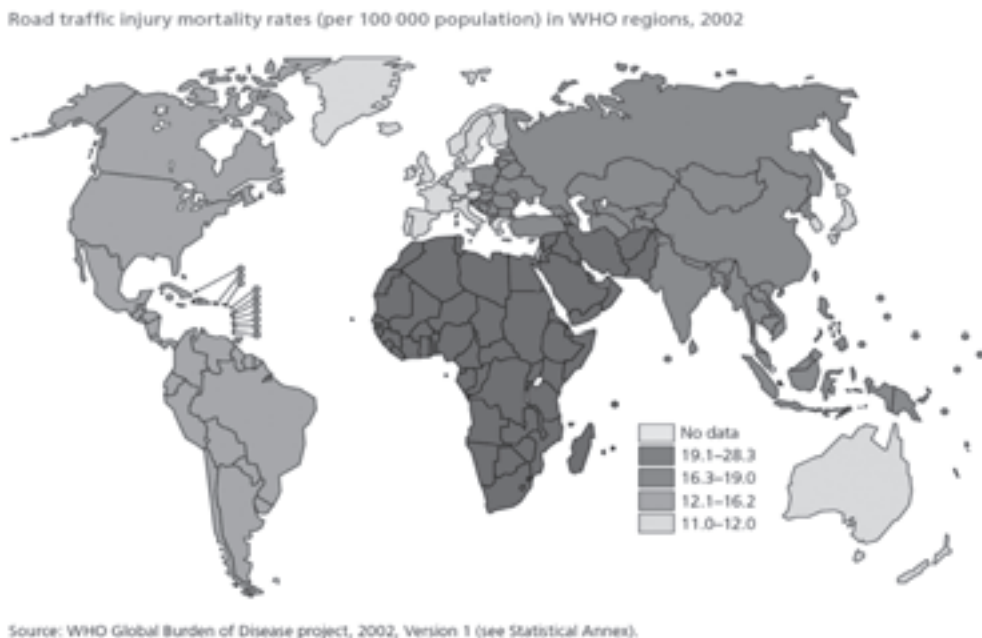 Road traffic injury mortality rates (per 100 000 population) in WHO regions, 2002
No data
19.1–28.3
16.3–19.0
12.1–16.2
11.0–12.0
Source: WHO Global Burden of Disease project, 2002, Version 1 (see Statistical Annex).